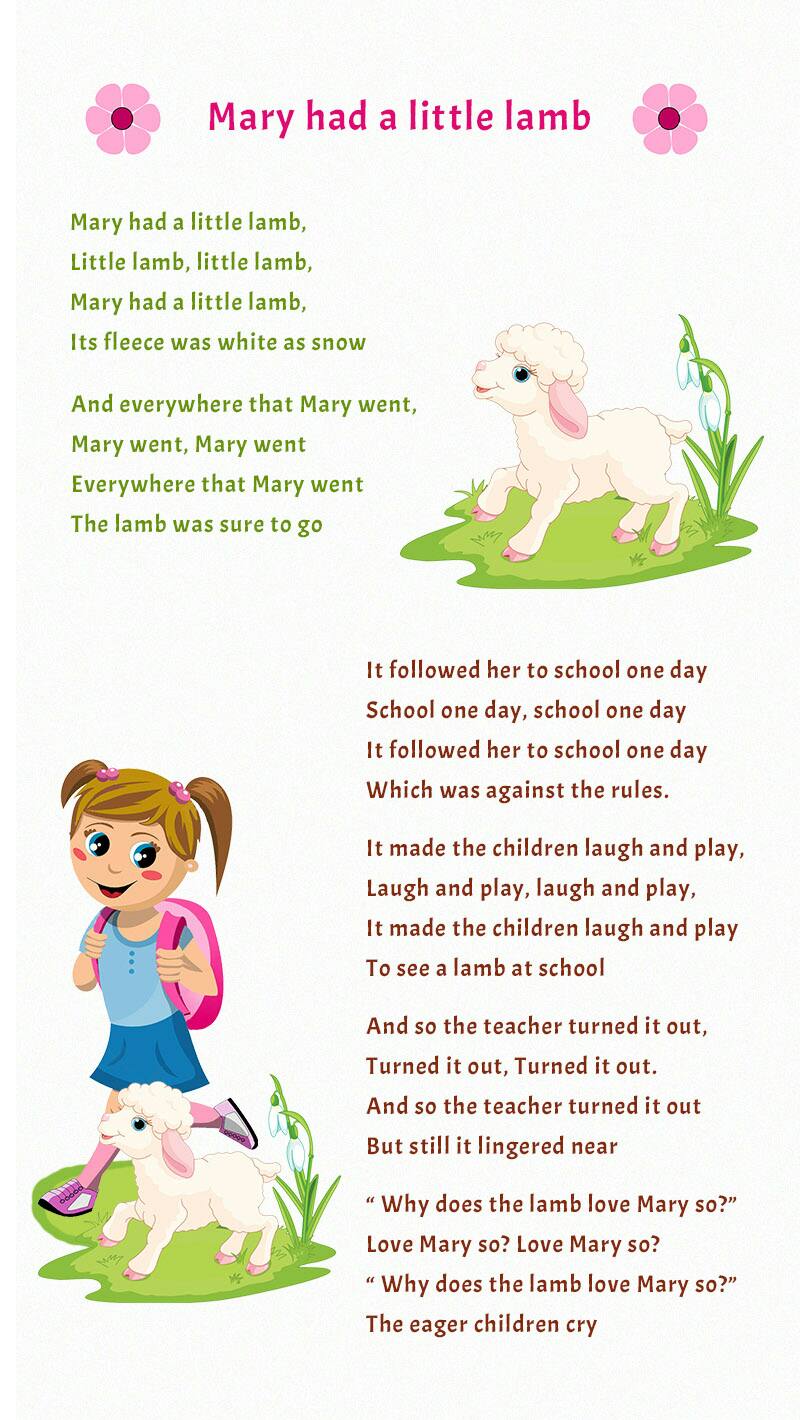 Mary had a little lamb
Mary had a little lamb,
Little lamb, little lamb,
Mary had a little lamb,
Its fleece was white as snow
And everywhere that Mary went,
Mary went, Mary went
Everywhere that Mary went
The lamb was sure to go
It followed her to school one day
School one day, school one day
It followed her to school one day
Which was against the rules.
It made the children laugh and play,
Laugh and play, laugh and play,
It made the children laugh and play
To see a lamb at school
And so the teacher turned it out,
Turned it out, Turned it out.
And so the teacher turned it out
But still it lingered near
“ Why does the lamb love Mary so?”
Love Mary so? Love Mary so?
“ Why does the lamb love Mary so?”
The eager children cry